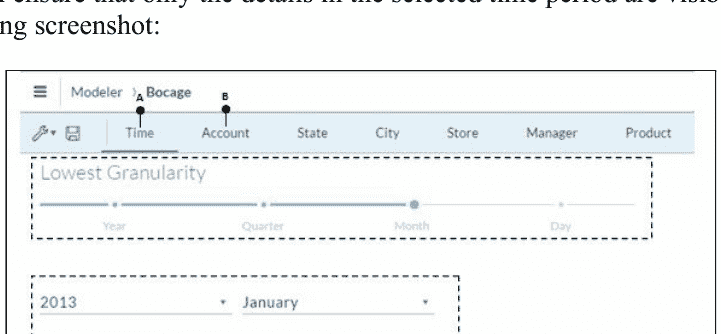 ensure that only the details in the selected time period are
ng screenshot:
Modeler Bocage
A B
Time Account State City Store Manager Product
Lowest Granularity
Year Quarter Month Day
2013 January